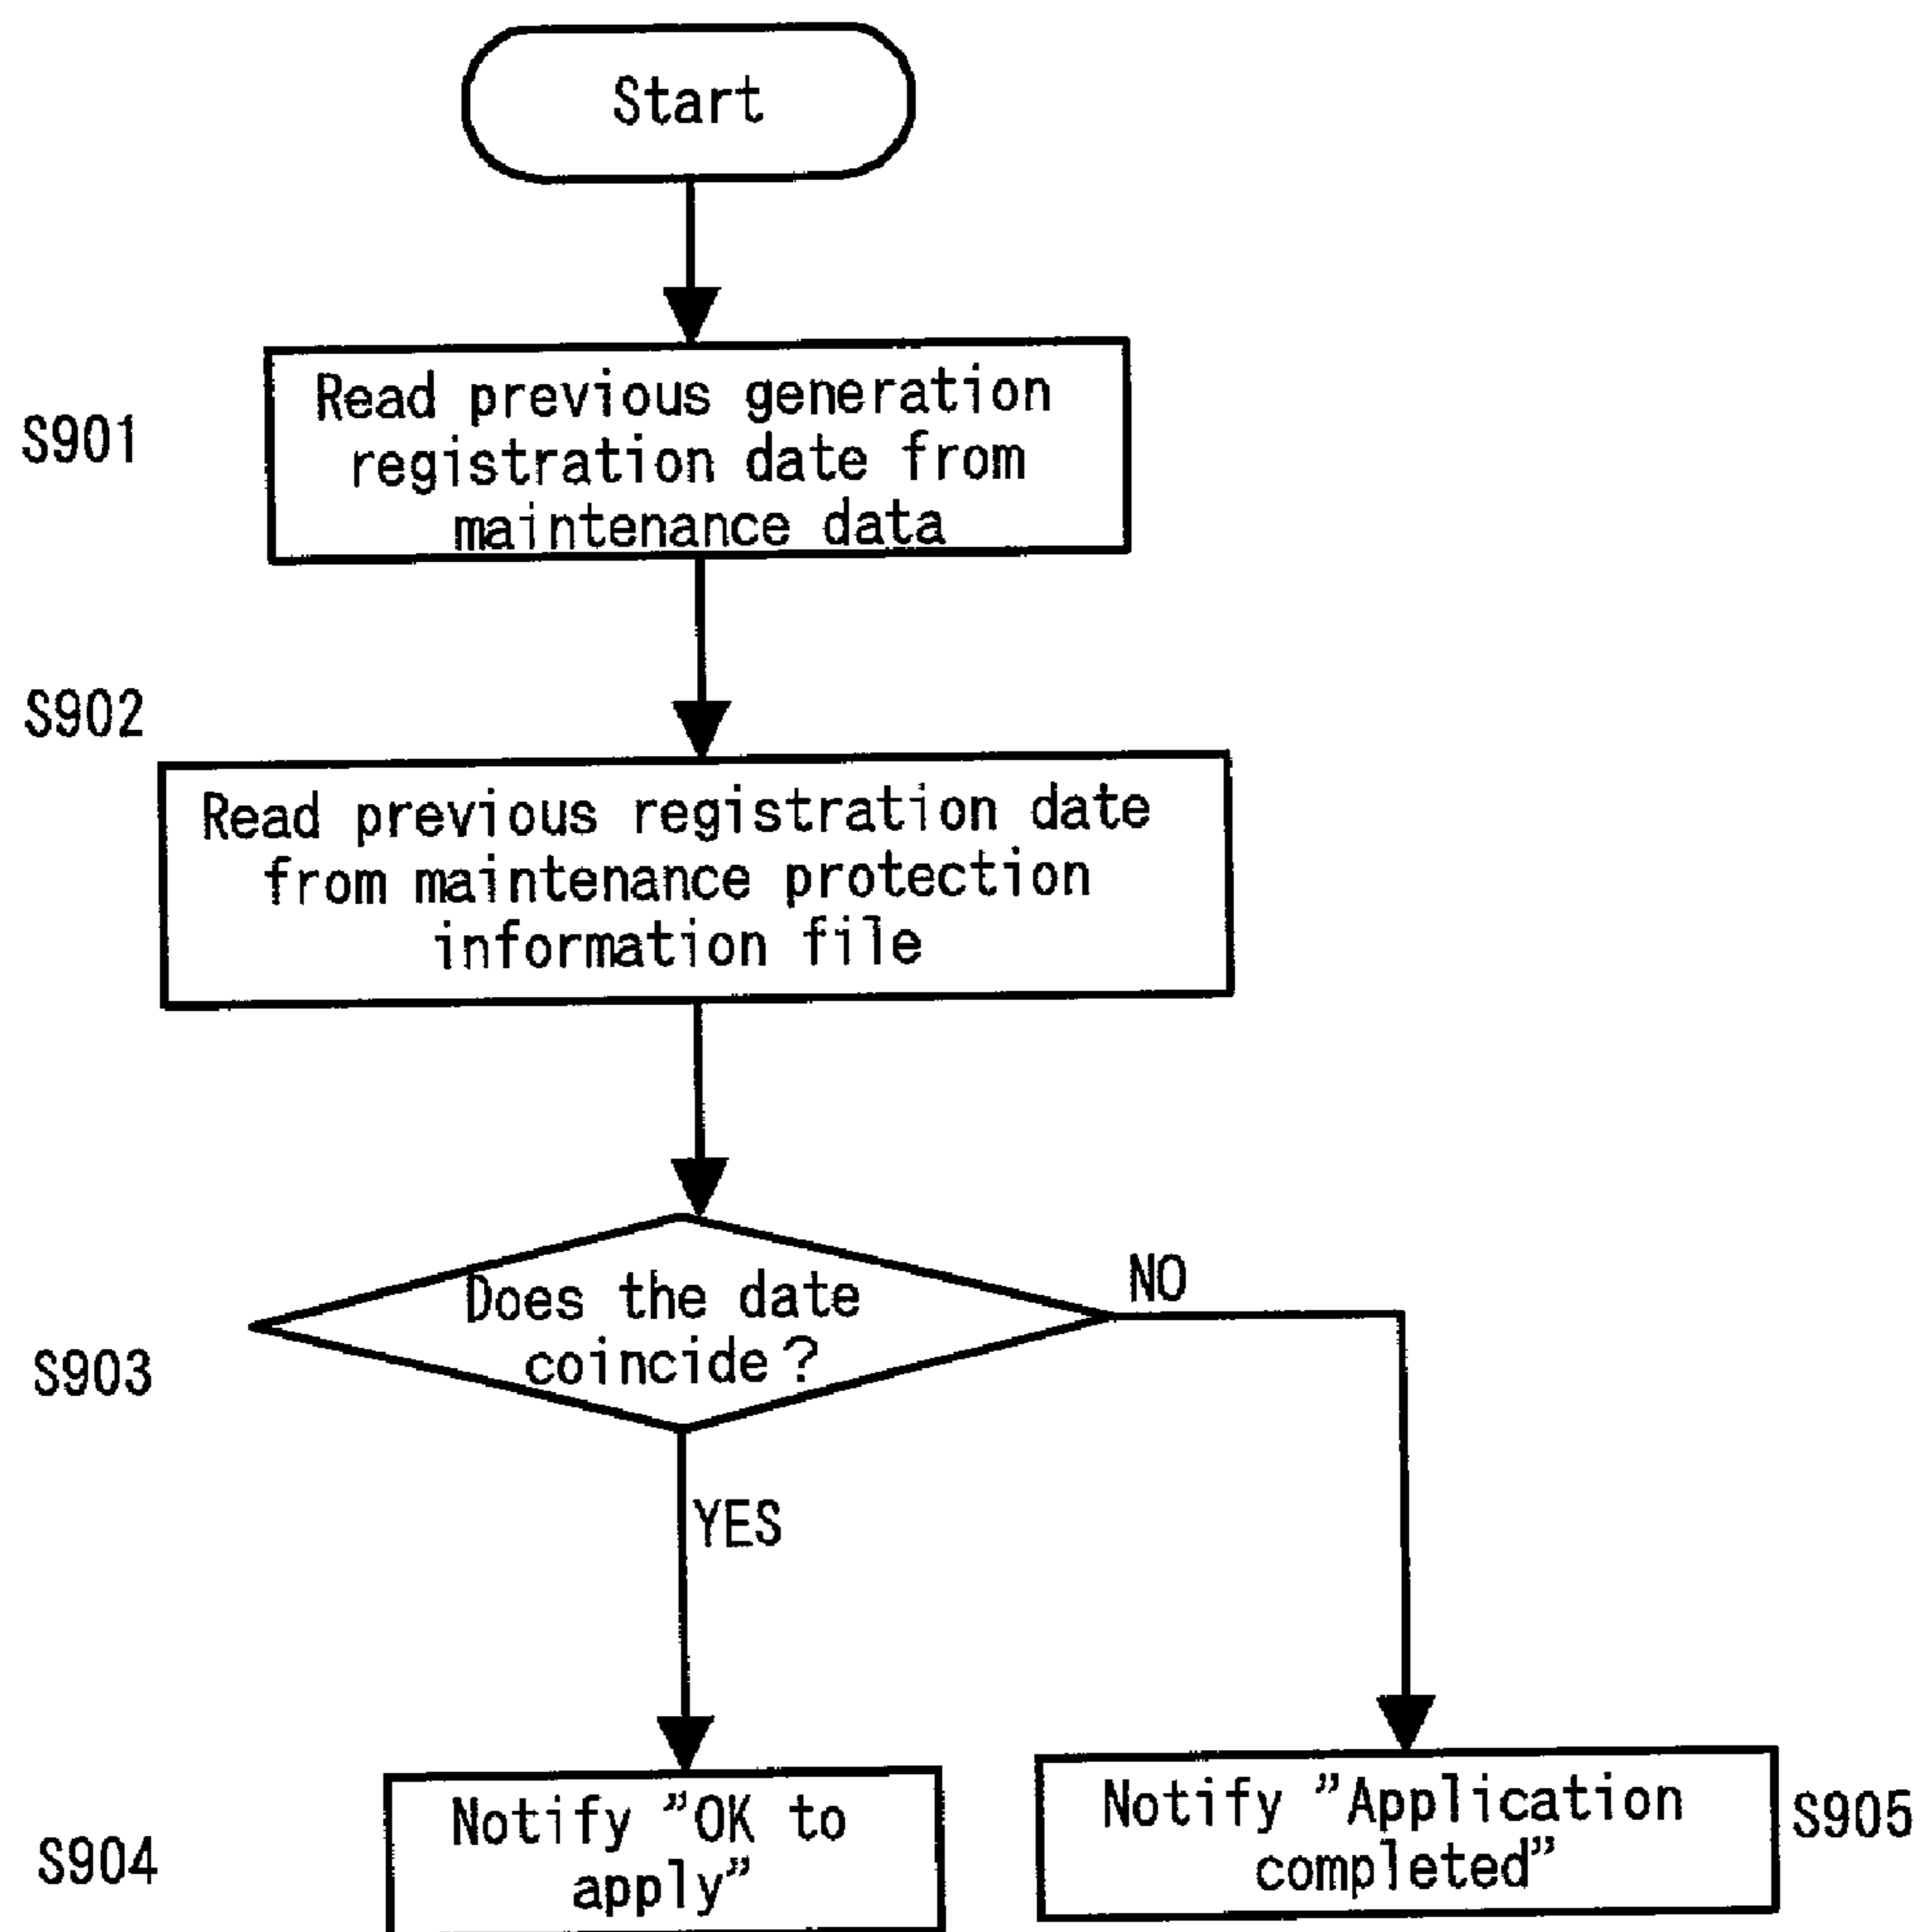 Start
S901
Read previous generation
registration date from
maintenance data
S902
Read previous registration date
from maintenance protection
information file
S903
Does the date
coincide?
NO
YES
S904
Notify ”OK to
apply”
Notify ”Application
completed”
S905